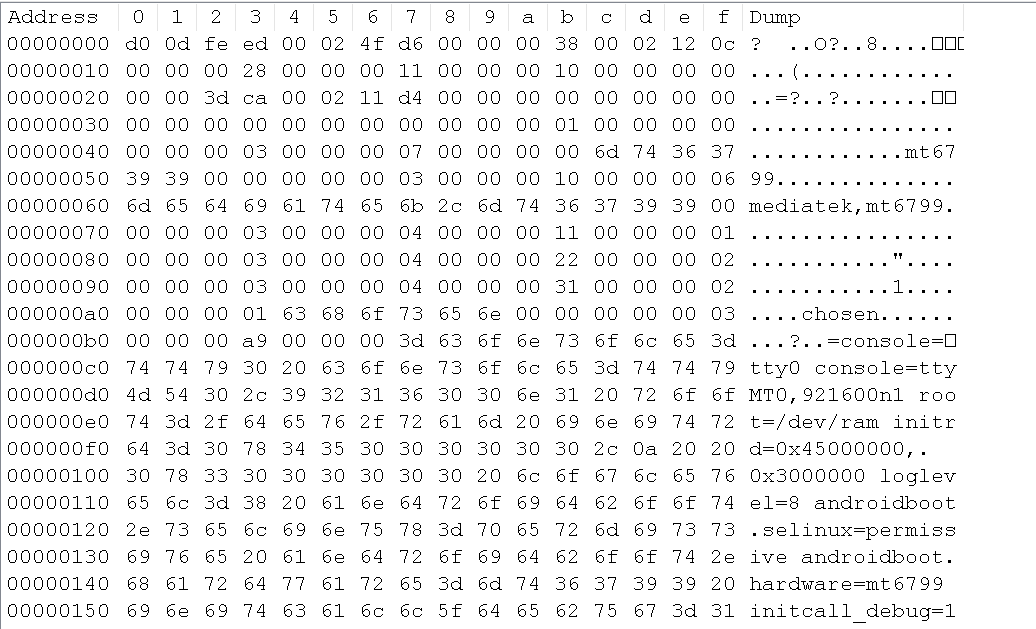 Address 0 1 2 3 4 5 6 7 8 9 a b c d e f Dump
00000000 d0 0d fe ed 00 02 4f d6 00 00 00 38 00 02 12 0c ? ..O?..8....□□□
00000010 00 00 00 28 00 00 00 11 00 00 00 10 00 00 00 00 ...(............
00000020 00 00 3d ca 00 02 11 d4 00 00 00 00 00 00 00 00 ..=?..?.......□□
00000030 00 00 00 00 00 00 00 00 00 00 00 01 00 00 00 00 ................
00000040 00 00 00 03 00 00 00 07 00 00 00 00 6d 74 36 37 ............mt67
00000050 39 39 00 00 00 00 00 03 00 00 00 10 00 00 00 06 99..............
00000060 6d 65 64 69 61 74 65 6b 2c 6d 74 36 37 39 39 00 mediatek,mt6799.
00000070 00 00 00 03 00 00 00 04 00 00 00 11 00 00 00 01 ................
00000080 00 00 00 03 00 00 00 04 00 00 00 22 00 00 00 02 ..........."....
00000090 00 00 00 03 00 00 00 04 00 00 00 31 00 00 00 02 ...........1....
000000a0 00 00 00 01 63 68 6f 73 65 6e 00 00 00 00 00 03 ....chosen......
000000b0 00 00 00 a9 00 00 00 3d 63 6f 6e 73 6f 6c 65 3d ...?..=console=□
000000c0 74 74 79 30 20 63 6f 6e 73 6f 6c 65 3d 74 74 79 tty0 console=tty
000000d0 4d 54 30 2c 39 32 31 36 30 30 6e 31 20 72 6f 6f MT0,921600n1 roo
000000e0 74 3d 2f 64 65 76 2f 72 61 6d 20 69 6e 69 74 72 t=/dev/ram initr
000000f0 64 3d 30 78 34 35 30 30 30 30 30 30 2c 0a 20 20 d=0x45000000,.
00000100 30 78 33 30 30 30 30 30 30 20 6c 6f 67 6c 65 76 0x3000000 loglev
00000110 65 6c 3d 38 20 61 6e 64 72 6f 69 64 62 6f 6f 74 el=8 androidboot
00000120 2e 73 65 6c 69 6e 75 78 3d 70 65 72 6d 69 73 73 .selinux=permiss
00000130 69 76 65 20 61 6e 64 72 6f 69 64 62 6f 6f 74 2e ive androidboot.
00000140 68 61 72 64 77 61 72 65 3d 6d 74 36 37 39 39 20 hardware=mt6799
00000150 69 6e 69 74 63 61 6c 6c 5f 64 65 62 75 67 3d 31 initcall_debug=1